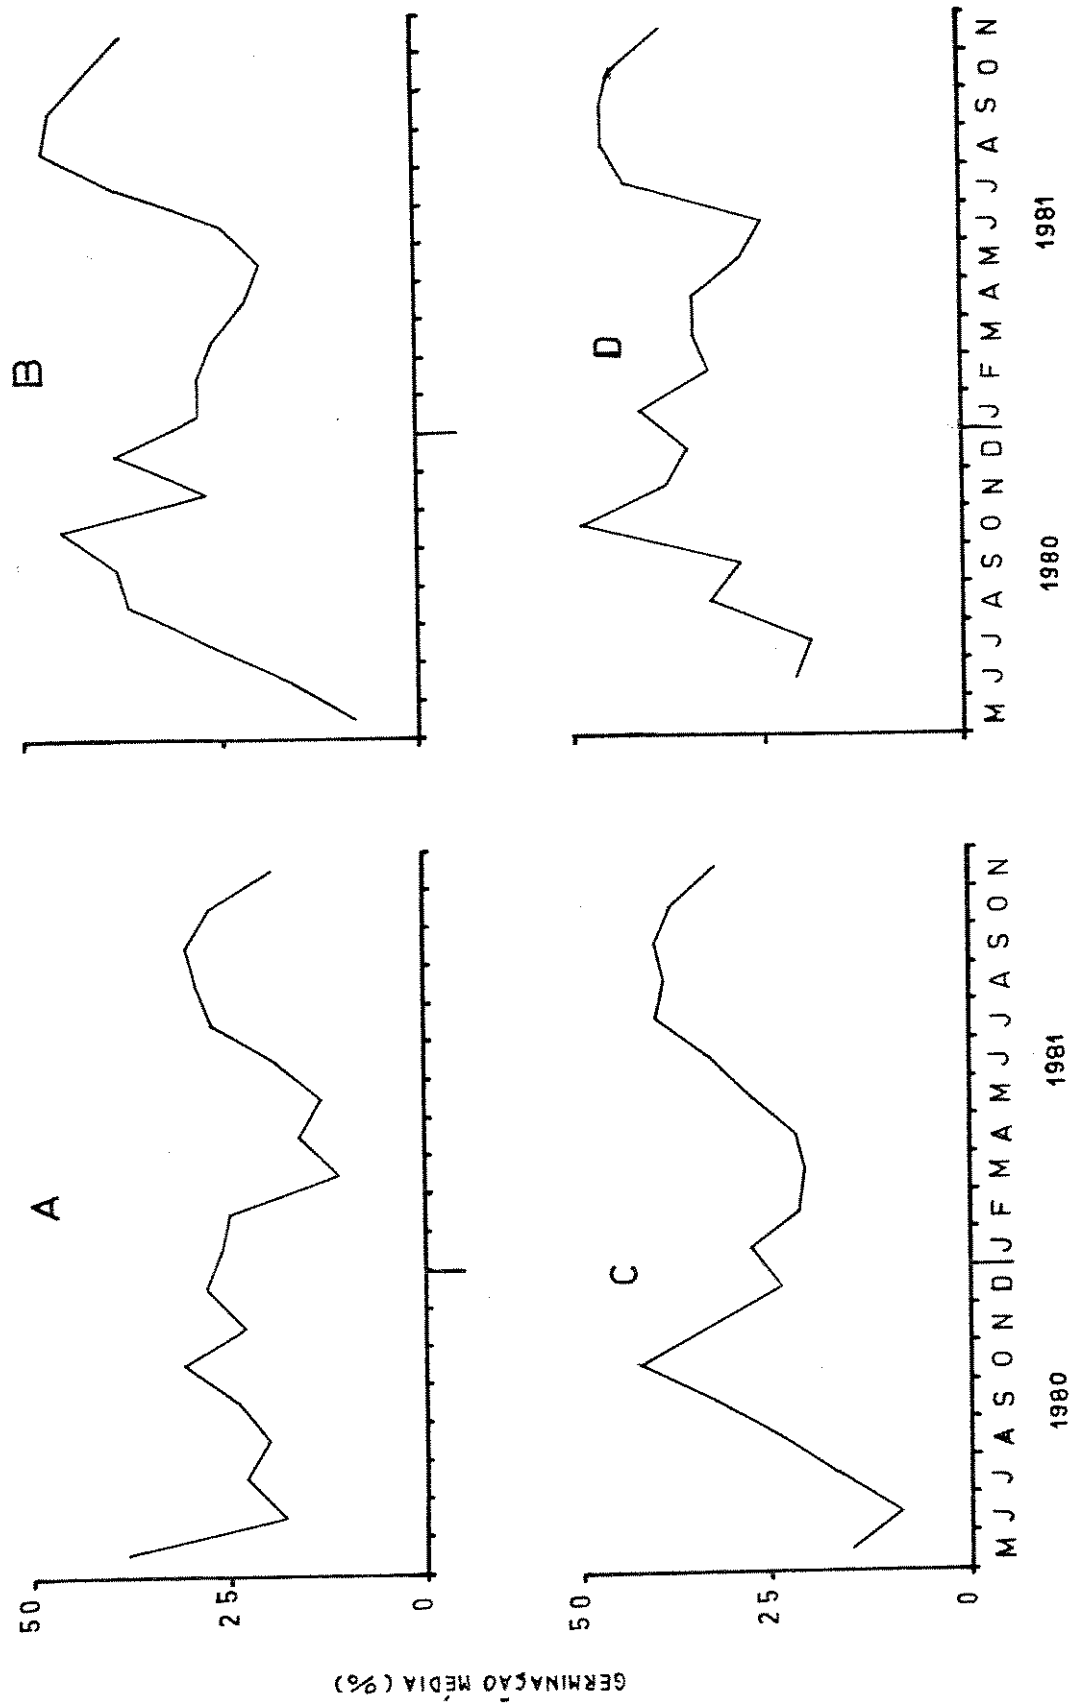 GERMINAÇÃO MÉDIA (%)
A
50
25
0
B
C
50
25
0
M J J A S O N D J F M A M J J A S O N
1980
1981
D
M J J A S O N D J F M A M J J A S O N
1980
1981